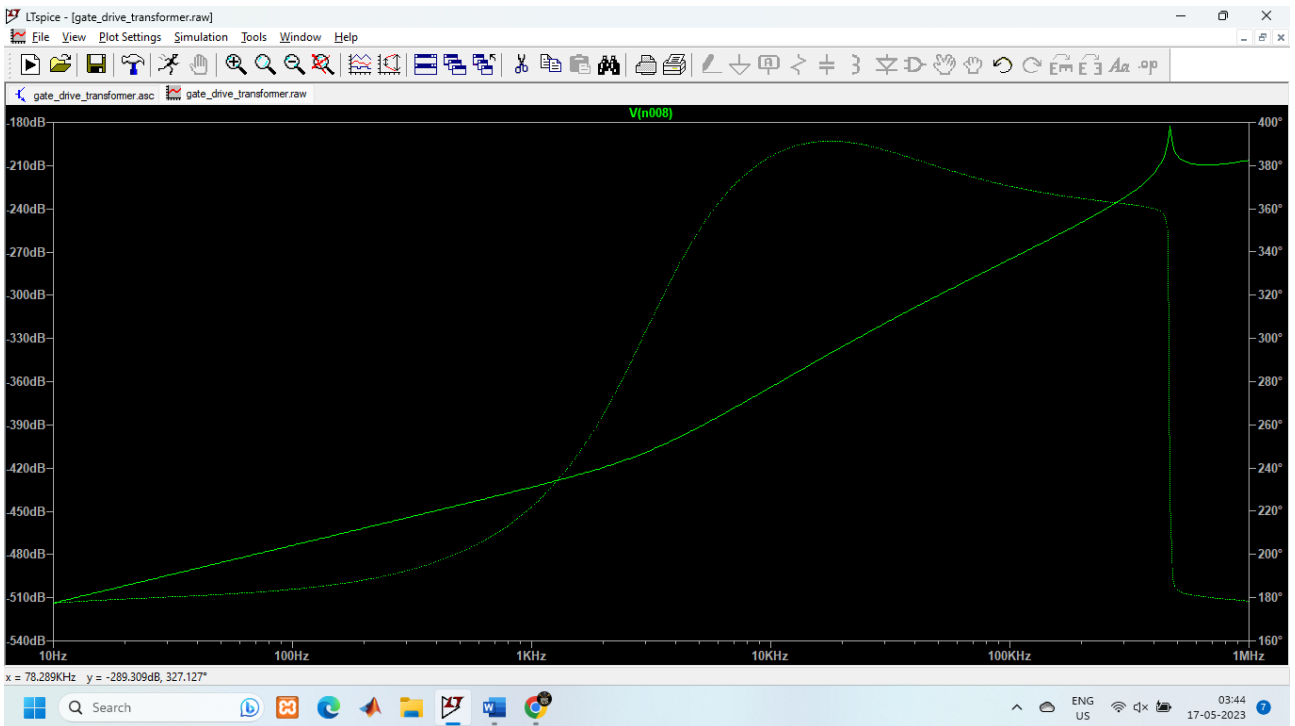 LTspice - [gate_drive_transfomer.raw]
File View Plot Settings Simulation Tools Window Help
gate_drive_transfomer.asc gate_drive_transfomer.raw
V(n008)
-180dB 400°
-210dB 380°
-240dB 360°
-270dB 340°
-300dB 320°
-330dB 300°
-360dB 280°
-390dB 260°
-420dB 240°
-450dB 220°
-480dB 200°
-510dB 180°
-540dB 160°
10Hz 100Hz 1KHz 10KHz 100KHz 1MHz
x = 78.289KHz y = -289.309dB, 327.127°
Search
ENG
US
03:44
17-05-2023
7